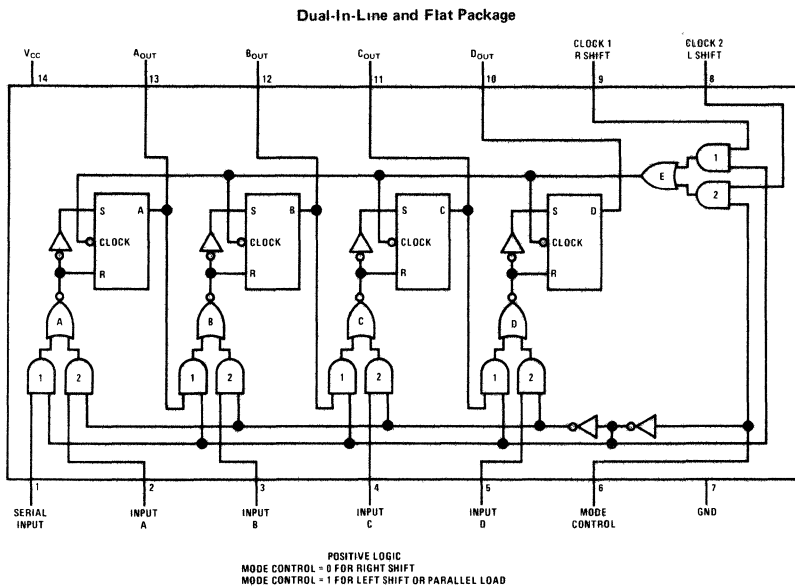 Dual-In-Line and Flat Package
VCC AOUT BOUT COUT DOUT CLOCK 1 R SHIFT CLOCK 2 L SHIFT
14 13 12 11 10 9 8
1
E
2
S A S B S C S D
CLOCK CLOCK CLOCK CLOCK
R R R R
A B C D
1 2 1 2 1 2 1 2
1 2 3 4 5 6 7
SERIAL INPUT INPUT A INPUT B INPUT C INPUT D MODE CONTROL GND
POSITIVE LOGIC
MODE CONTROL = 0 FOR RIGHT SHIFT
MODE CONTROL = 1 FOR LEFT SHIFT OR PARALLEL LOAD